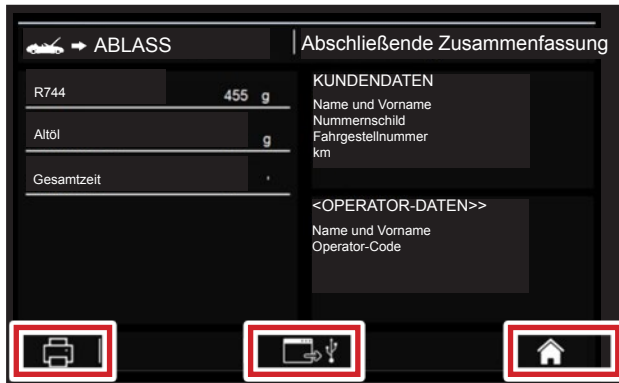 ABLASS
Abschließende Zusammenfassung
R744 455 g
Altöl g
Gesamtzeit '
KUNDENDATEN
Name und Vorname
Nummernschild
Fahrgestellnummer
km
<OPERATOR-DATEN>>
Name und Vorname
Operator-Code